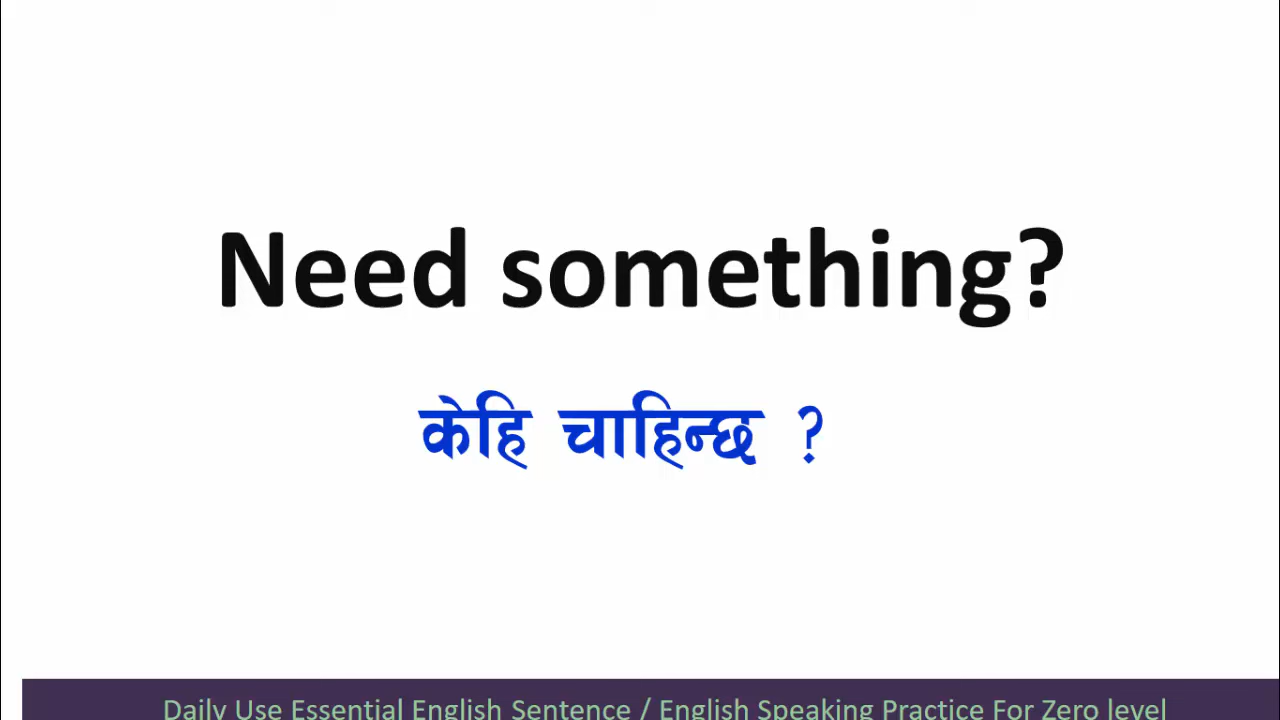 Need something?
केहि चाहिन्छ ?
Daily Use Essential English Sentence / English Speaking Practice For Zero level